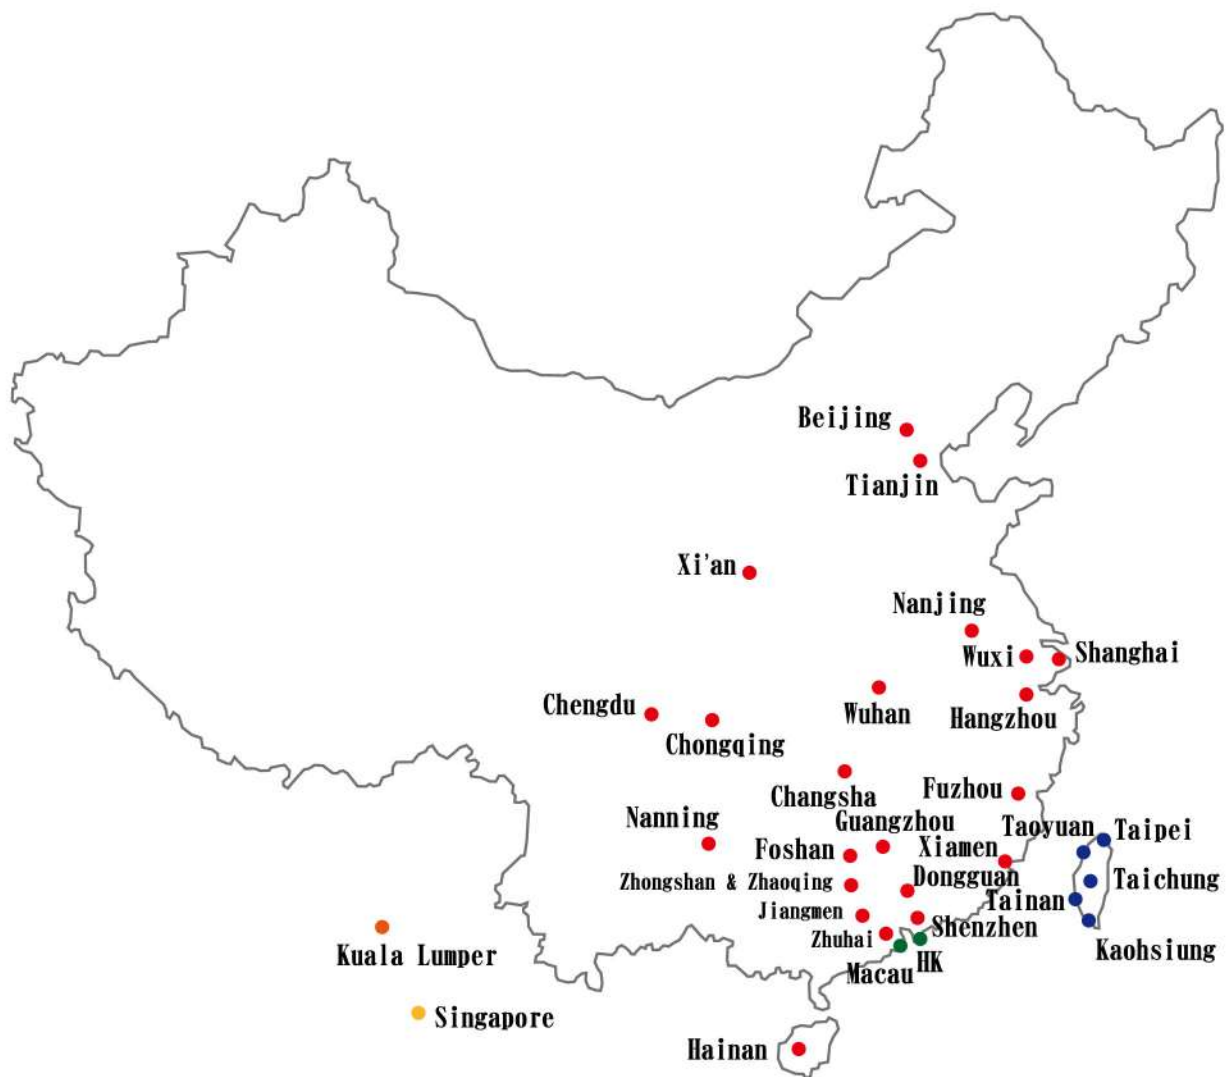 Beijing
Tianjin
Xi'an
Nanjing
Wuxi
Shanghai
Chengdu
Wuhan
Hangzhou
Chongqing
Changsha
Fuzhou
Nanning
Guangzhou
Taoyuan
Taipei
Foshan
Xiamen
Zhongshan & Zhaoqing
Dongguan
Taichung
Jiangmen
Tainan
Zhuhai
Shenzhen
Kaohsiung
Kuala Lumper
Macau
HK
Singapore
Hainan